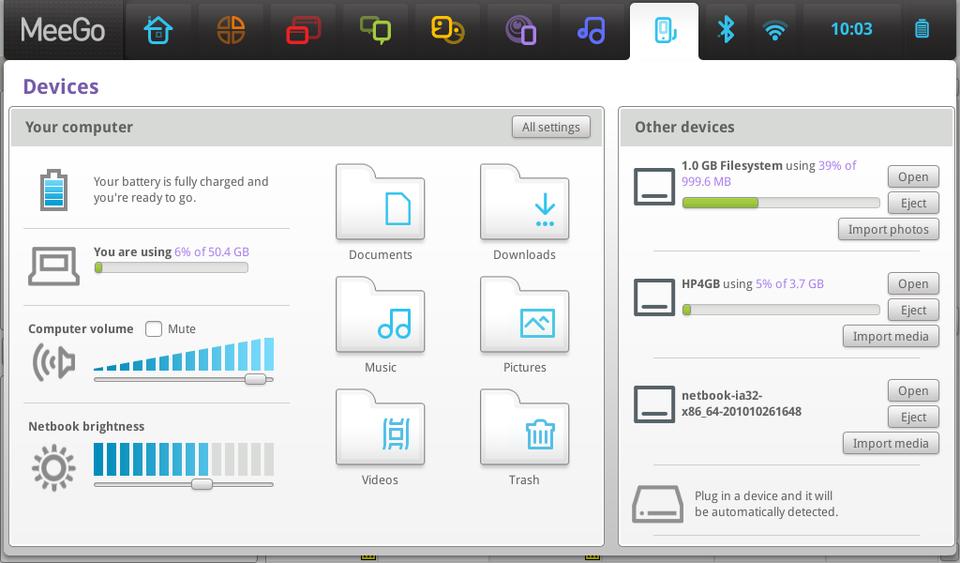 MeeGo
10:03
Devices
Your computer
All settings
Your battery is fully charged and
you're ready to go.
You are using 6% of 50.4 GB
Computer volume
Mute
Netbook brightness
Documents
Downloads
Music
Pictures
Videos
Trash
Other devices
1.0 GB Filesystem using 39% of
999.6 MB
Open
Eject
Import photos
HP4GB using 5% of 3.7 GB
Open
Eject
Import media
netbook-ia32-
x86_64-201010261648
Open
Eject
Import media
Plug in a device and it will
be automatically detected.